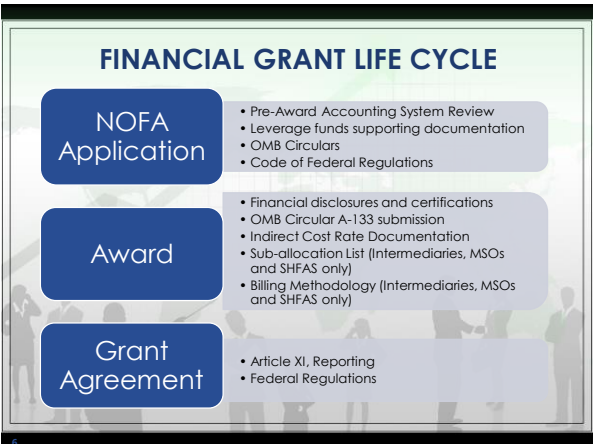 FINANCIAL GRANT LIFE CYCLE
NOFA
Application
• Pre-Award Accounting System Review
• Leverage funds supporting documentation
• OMB Circulars
• Code of Federal Regulations
Award
• Financial disclosures and certifications
• OMB Circular A-133 submission
• Indirect Cost Rate Documentation
• Sub-allocation List (Intermediaries, MSOs
and SHFAS only)
• Billing Methodology (Intermediaries, MSOs
and SHFAS only)
Grant
Agreement
• Article XI, Reporting
• Federal Regulations
6